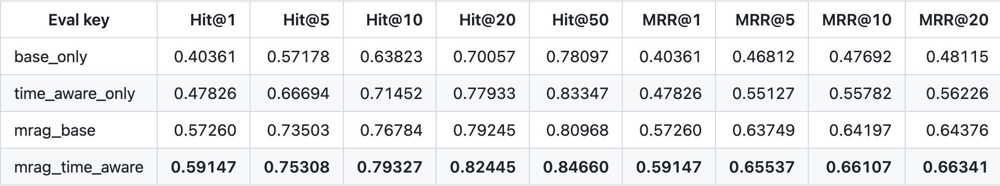 Eval key Hit@1 Hit@5 Hit@10 Hit@20 Hit@50 MRR@1 MRR@5 MRR@10 MRR@20
base_only 0.40361 0.57178 0.63823 0.70057 0.78097 0.40361 0.46812 0.47692 0.48115
time_aware_only 0.47826 0.66694 0.71452 0.77933 0.83347 0.47826 0.55127 0.55782 0.56226
mrag_base 0.57260 0.73503 0.76784 0.79245 0.80968 0.57260 0.63749 0.64197 0.64376
mrag_time_aware 0.59147 0.75308 0.79327 0.82445 0.84660 0.59147 0.65537 0.66107 0.66341